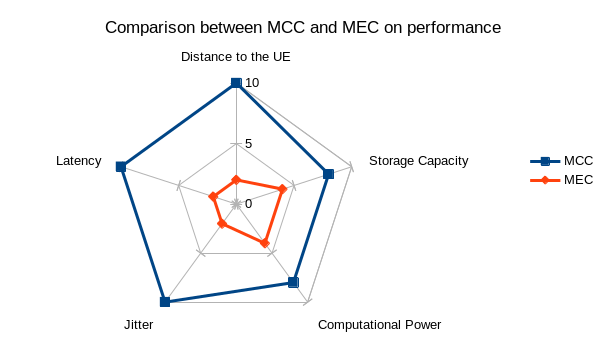 Comparison between MCC and MEC on performance
Distance to the UE
10
Latency
5
Storage Capacity
MCC
MEC
0
Jitter
Computational Power